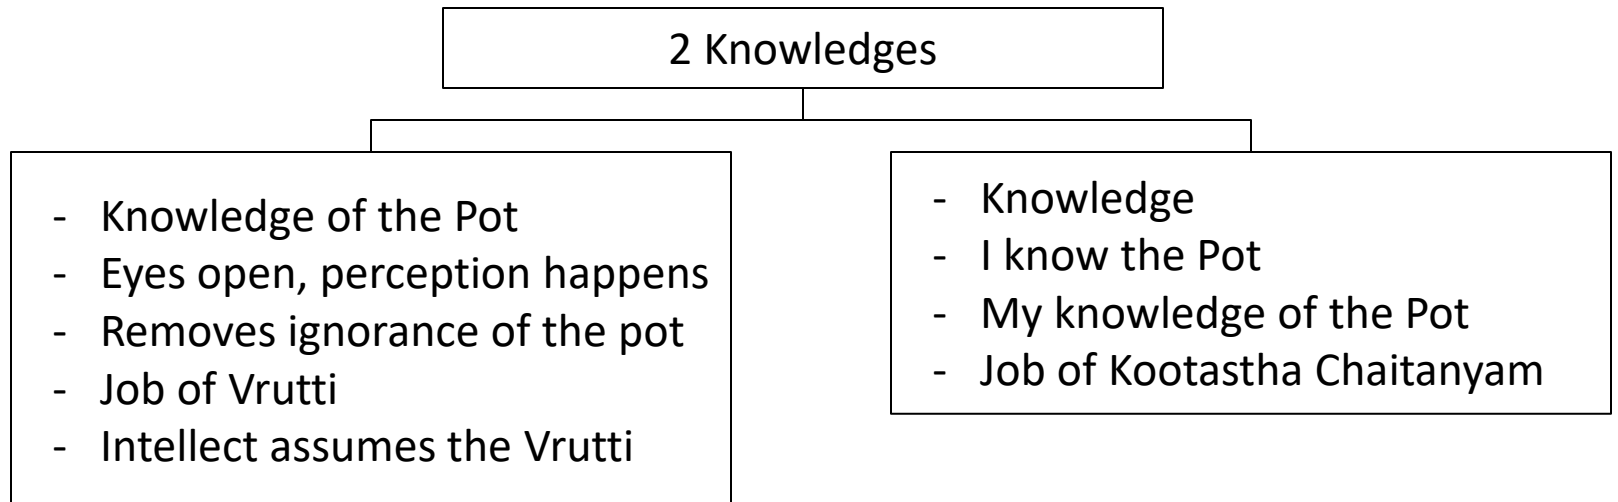 2 Knowledges
- Knowledge of the Pot
- Eyes open, perception happens
- Removes ignorance of the pot
- Job of Vrutti
- Intellect assumes the Vrutti
- Knowledge
- I know the Pot
- My knowledge of the Pot
- Job of Kootastha Chaitanyam